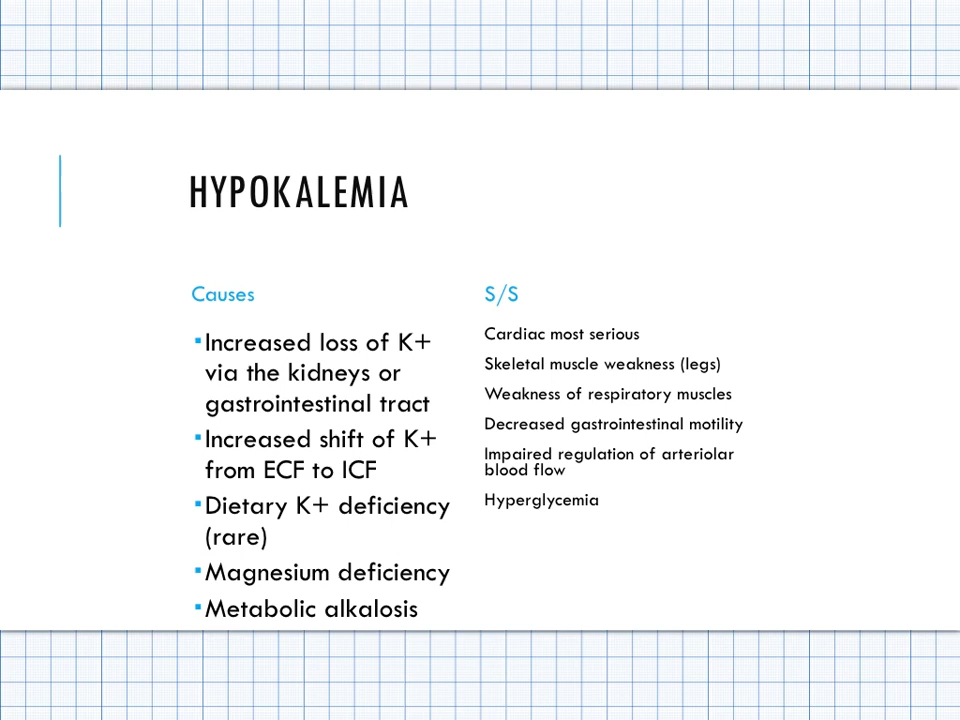 HYPOKALEMIA
Causes
▪Increased loss of K+
via the kidneys or
gastrointestinal tract
▪Increased shift of K+
from ECF to ICF
▪Dietary K+ deficiency
(rare)
▪Magnesium deficiency
▪Metabolic alkalosis
S/S
Cardiac most serious
Skeletal muscle weakness (legs)
Weakness of respiratory muscles
Decreased gastrointestinal motility
Impaired regulation of arteriolar
blood flow
Hyperglycemia